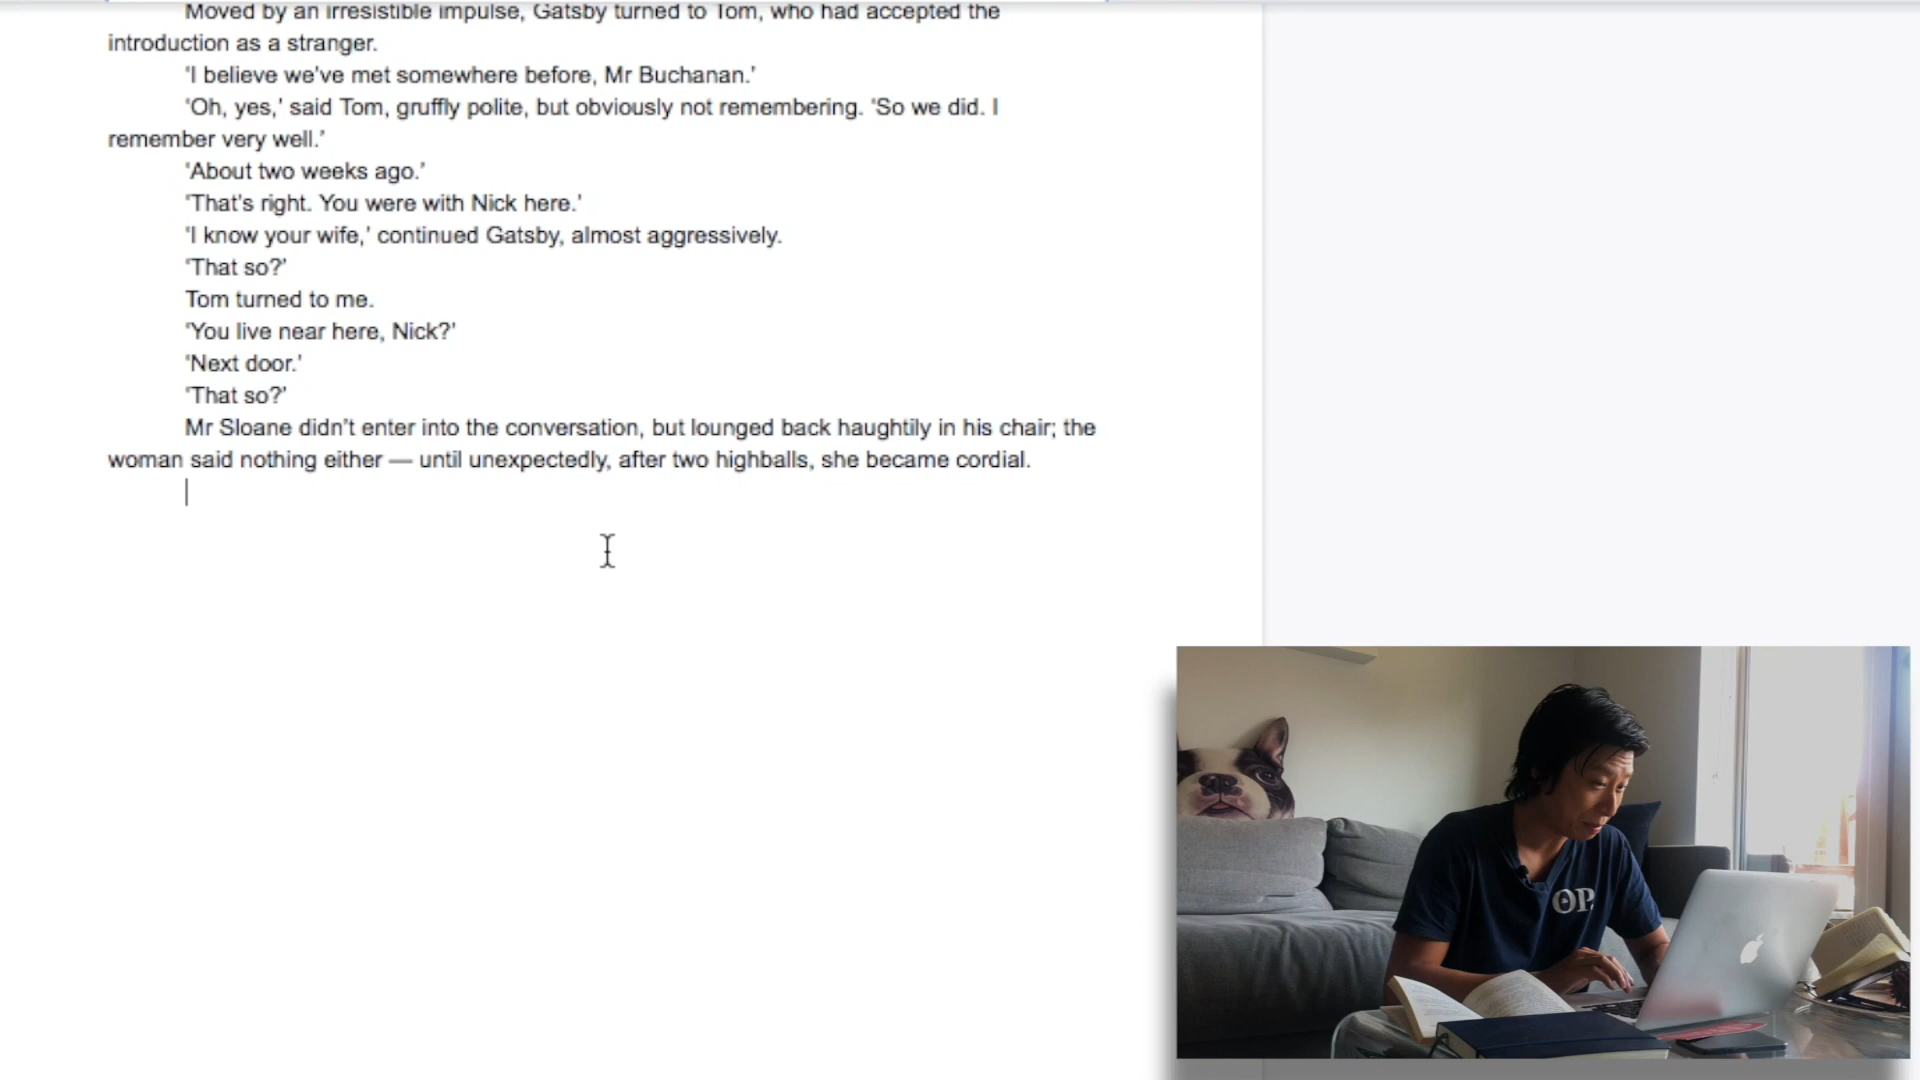 Moved by an irresistible impulse, Gatsby turned to Tom, who had accepted the
introduction as a stranger.
‘I believe we’ve met somewhere before, Mr Buchanan.’
‘Oh, yes,’ said Tom, gruffly polite, but obviously not remembering. ‘So we did. I
remember very well.’
‘About two weeks ago.’
‘That’s right. You were with Nick here.’
‘I know your wife,’ continued Gatsby, almost aggressively.
‘That so?’
Tom turned to me.
‘You live near here, Nick?’
‘Next door.’
‘That so?’
Mr Sloane didn’t enter into the conversation, but lounged back haughtily in his chair; the
woman said nothing either — until unexpectedly, after two highballs, she became cordial.
OP